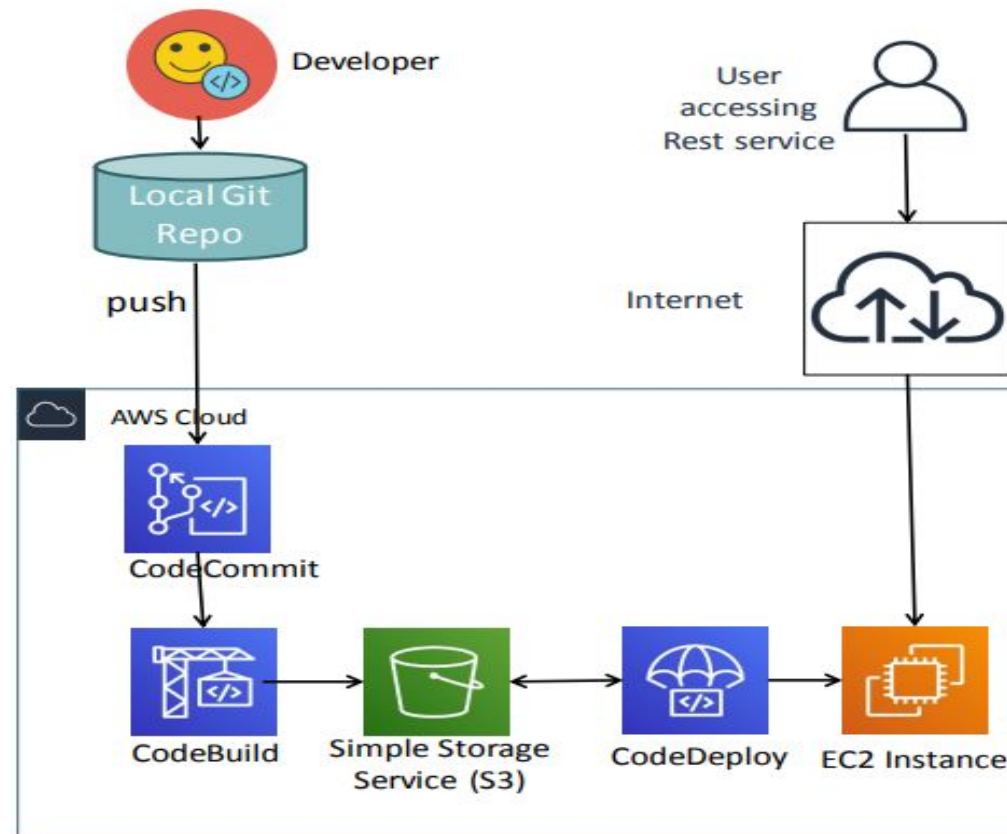 Developer
User
accessing
Rest service
Local Git
Repo
push
Internet
AWS Cloud
</>
CodeCommit
</>
</>
CodeBuild
Simple Storage
Service (S3)
CodeDeploy
EC2 Instance